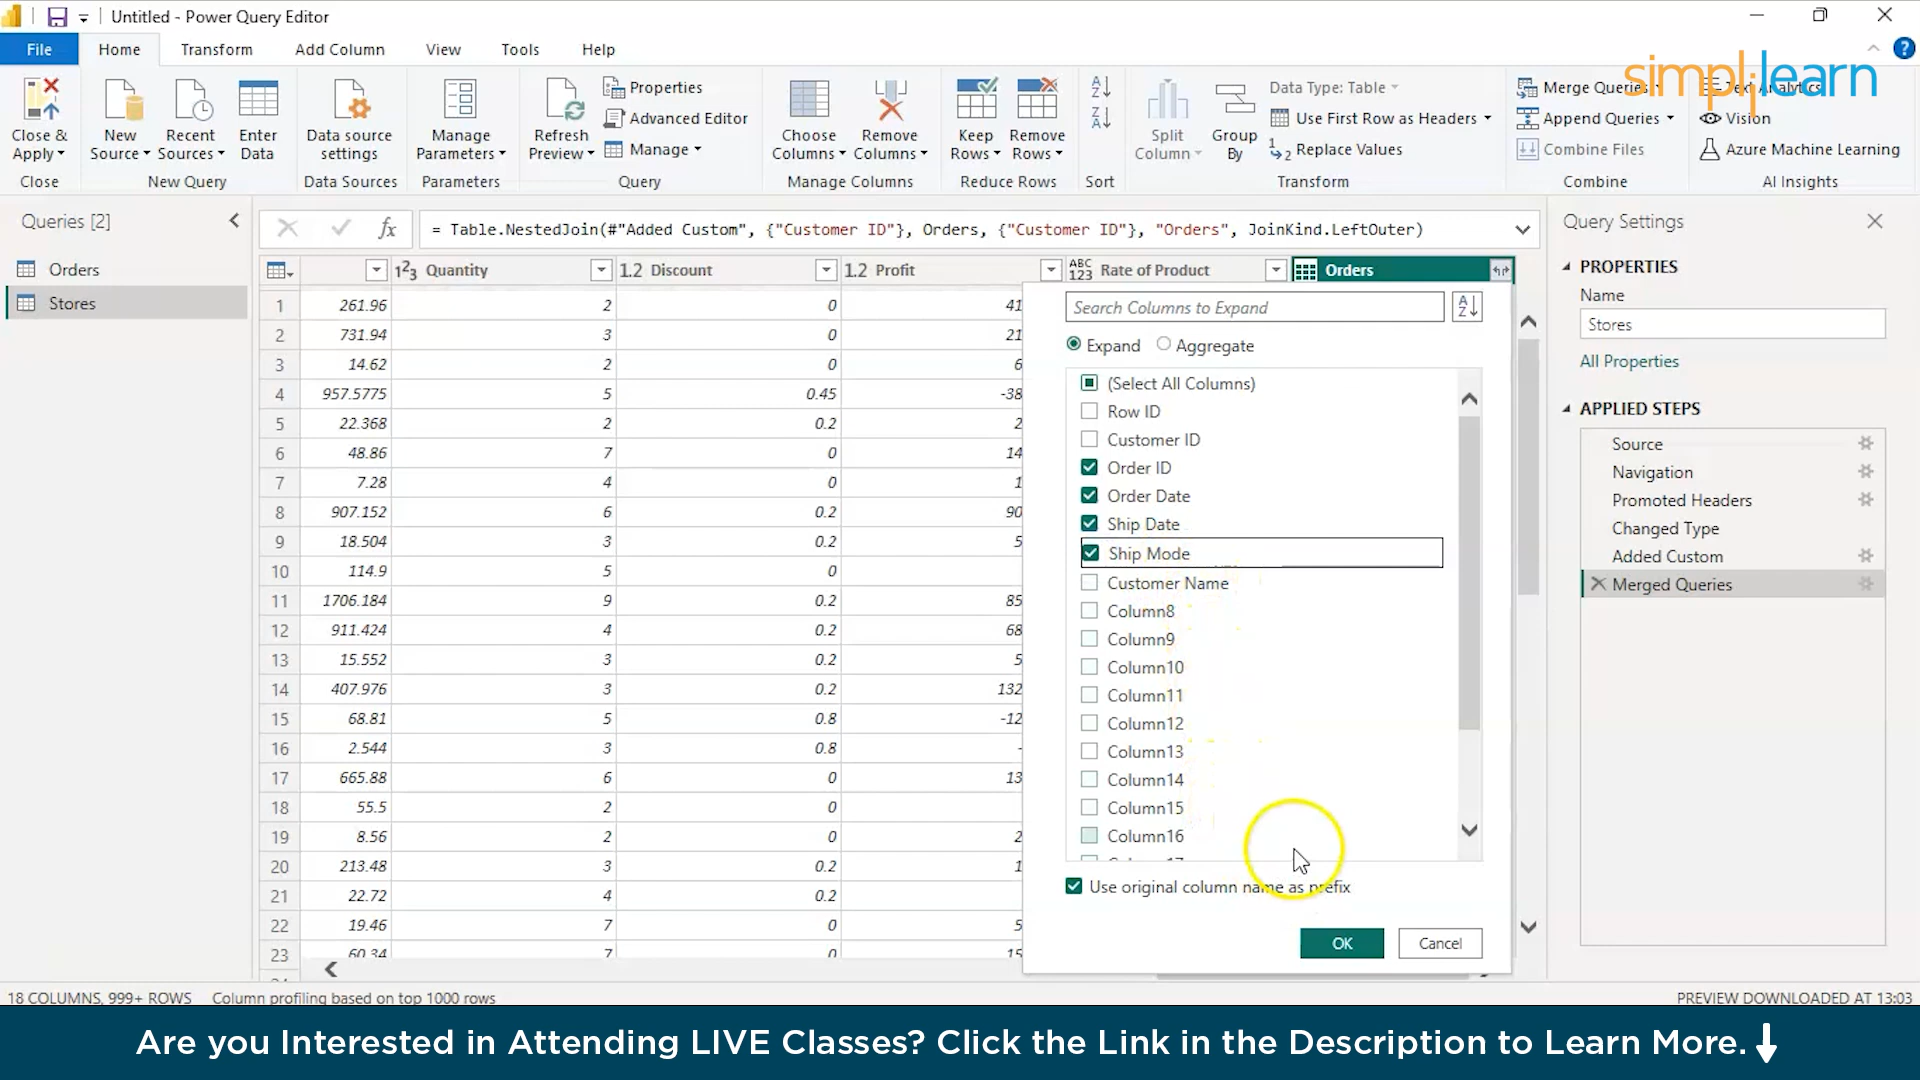 Untitled - Power Query Editor
File Home Transform Add Column View Tools Help
Close & Apply
Close
New Source
Recent Sources
Enter Data
New Query
Data source settings
Data Sources
Manage Parameters
Parameters
Refresh Preview
Properties
Advanced Editor
Manage
Query
Choose Columns
Remove Columns
Manage Columns
Keep Rows
Remove Rows
Reduce Rows
Sort
Split Column
Group By
Data Type: Table
Use First Row as Headers
Replace Values
Transform
Merge Queries
Append Queries
Combine Files
Combine
Vision
Azure Machine Learning
AI Insights
simplilearn
Queries [2]
Orders
Stores
= Table.NestedJoin(#"Added Custom", {"Customer ID"}, Orders, {"Customer ID"}, "Orders", JoinKind.LeftOuter)
1²3 Quantity 1.2 Discount 1.2 Profit ABC 123 Rate of Product Orders
1 261.96 2 0 41
2 731.94 3 0 21
3 14.62 2 0 6
4 957.5775 5 0.45 -38
5 22.368 2 0.2 2
6 48.86 7 0 14
7 7.28 4 0 1
8 907.152 6 0.2 90
9 18.504 3 0.2 5
10 114.9 5 0
11 1706.184 9 0.2 85
12 911.424 4 0.2 68
13 15.552 3 0.2 5
14 407.976 3 0.2 132
15 68.81 5 0.8 -12
16 2.544 3 0.8 -
17 665.88 6 0 13
18 55.5 2 0
19 8.56 2 0 2
20 213.48 3 0.2 1
21 22.72 4 0.2
22 19.46 7 0 5
23 60.34 7 0 15
Search Columns to Expand
Expand Aggregate
(Select All Columns)
Row ID
Customer ID
Order ID
Order Date
Ship Date
Ship Mode
Customer Name
Column8
Column9
Column10
Column11
Column12
Column13
Column14
Column15
Column16
Use original column name as prefix
OK Cancel
Query Settings
PROPERTIES
Name
Stores
All Properties
APPLIED STEPS
Source
Navigation
Promoted Headers
Changed Type
Added Custom
Merged Queries
18 COLUMNS, 999+ ROWS Column profiling based on top 1000 rows
PREVIEW DOWNLOADED AT 13:03
Are you Interested in Attending LIVE Classes? Click the Link in the Description to Learn More.